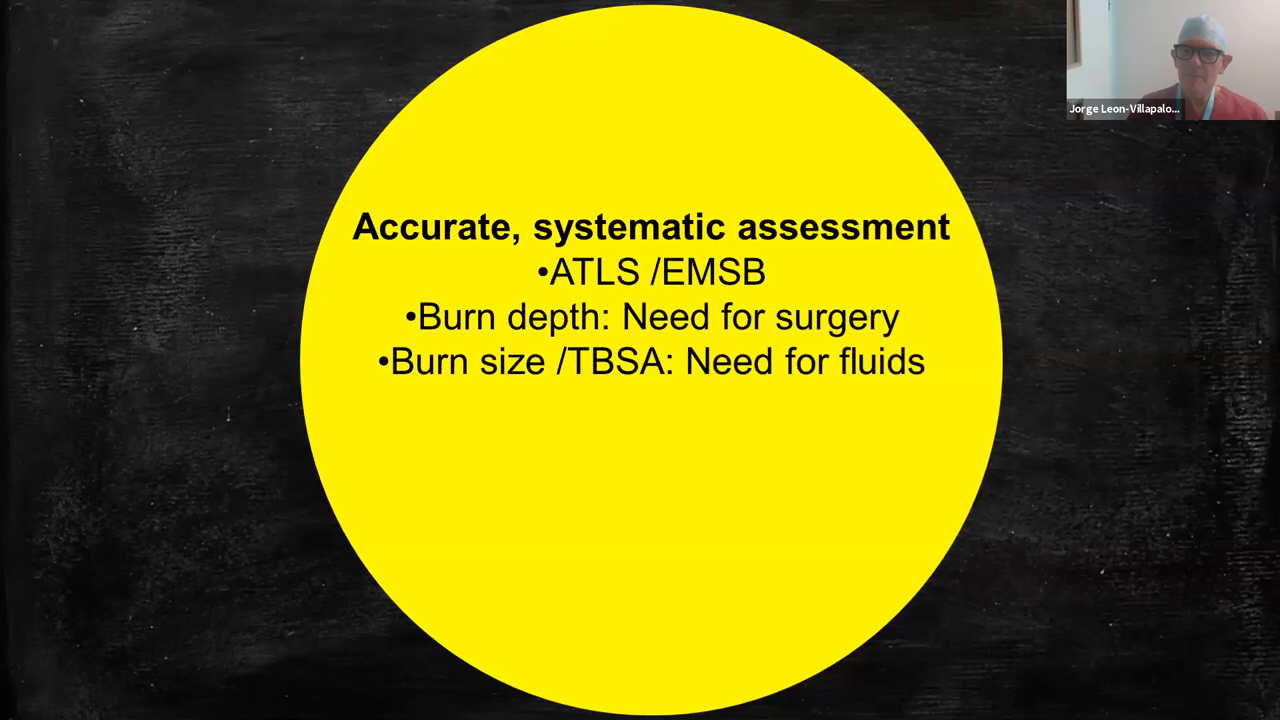 Accurate, systematic assessment
•ATLS /EMSB
•Burn depth: Need for surgery
•Burn size /TBSA: Need for fluids
Jorge Leon-Villapalo...